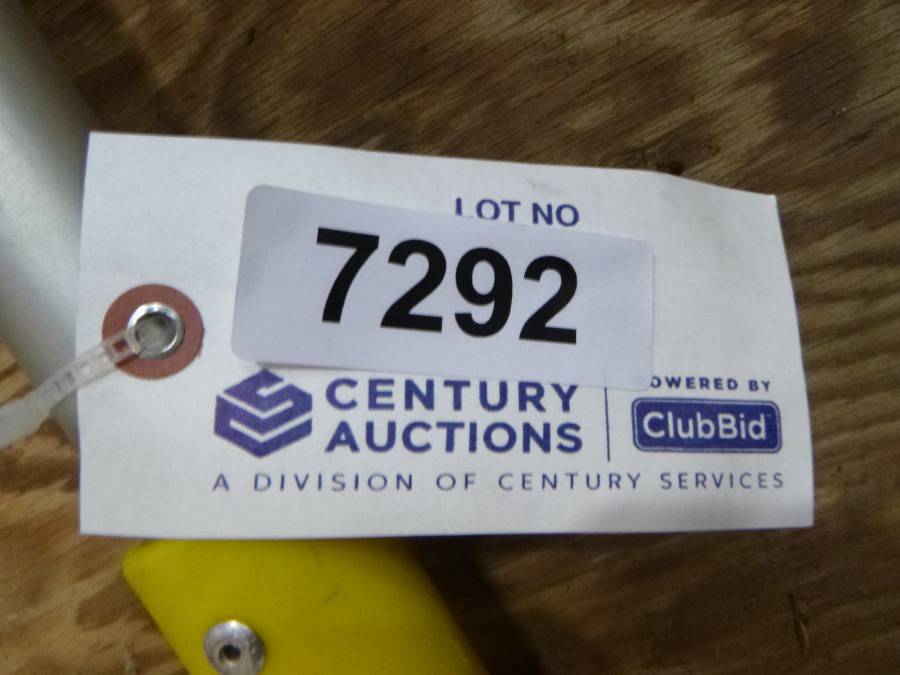 LOT NO
7292
CENTURY
AUCTIONS
OWERED BY
ClubBid
A DIVISION OF CENTURY SERVICES